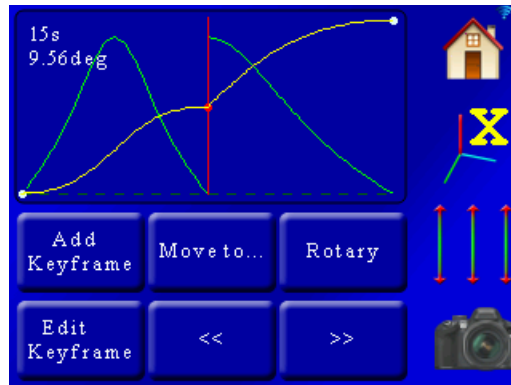 15s
9.56deg
X
Add
Keyframe
Move to...
Rotary
Edit
Keyframe
<<
>>